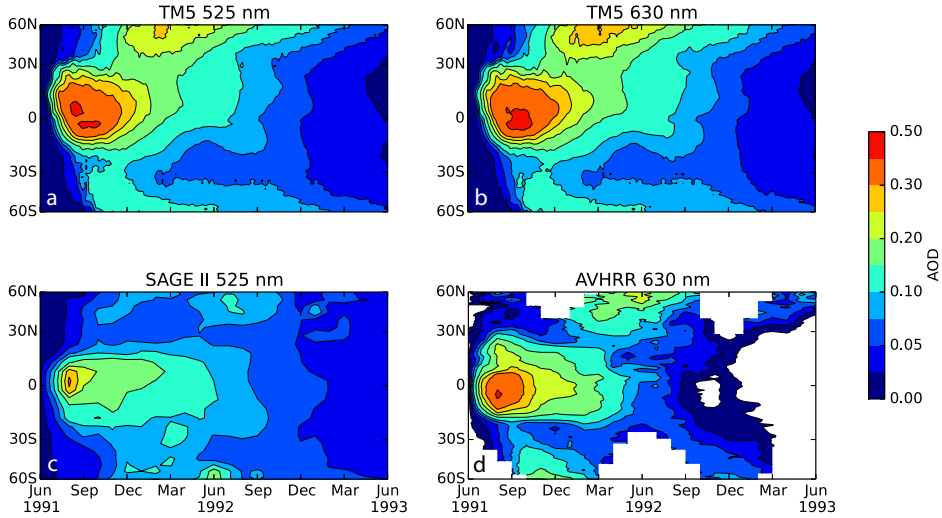 TM5 525 nm
TM5 630 nm
60N
30N
0
30S
60S
a
60N
30N
0
30S
60S
b
SAGE II 525 nm
AVHRR 630 nm
60N
30N
0
30S
60S
c
60N
30N
0
30S
60S
d
Jun Sep Dec Mar Jun Sep Dec Mar Jun
1991 1992 1993
Jun Sep Dec Mar Jun Sep Dec Mar Jun
1991 1992 1993
0.50
0.30
0.20
0.10
0.05
0.00
AOD